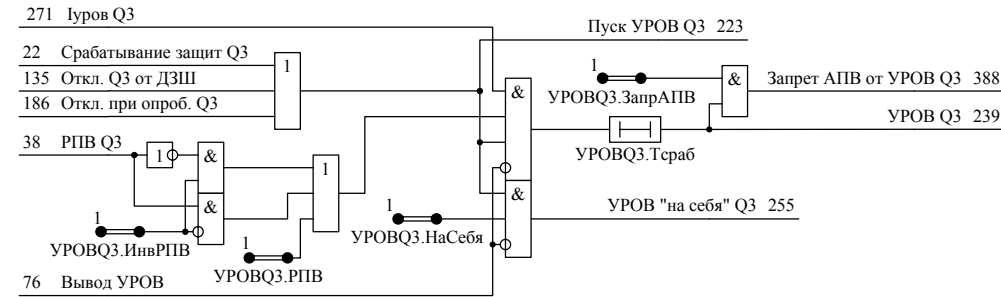 271 Iуров Q3
Пуск УРОВ Q3 223
22 Срабатывание защит Q3
135 Откл. Q3 от ДЗШ
186 Откл. при опроб. Q3
1
1
УРОВQ3.ЗапрАПВ
&
Запрет АПВ от УРОВ Q3 388
&
УРОВ Q3 239
УРОВQ3.Tсраб
38 РПВ Q3
1
&
1
&
1
УРОВQ3.ИнвРПВ
1
УРОВQ3.РПВ
1
УРОВQ3.НаСебя
&
УРОВ "на себя" Q3 255
76 Вывод УРОВ